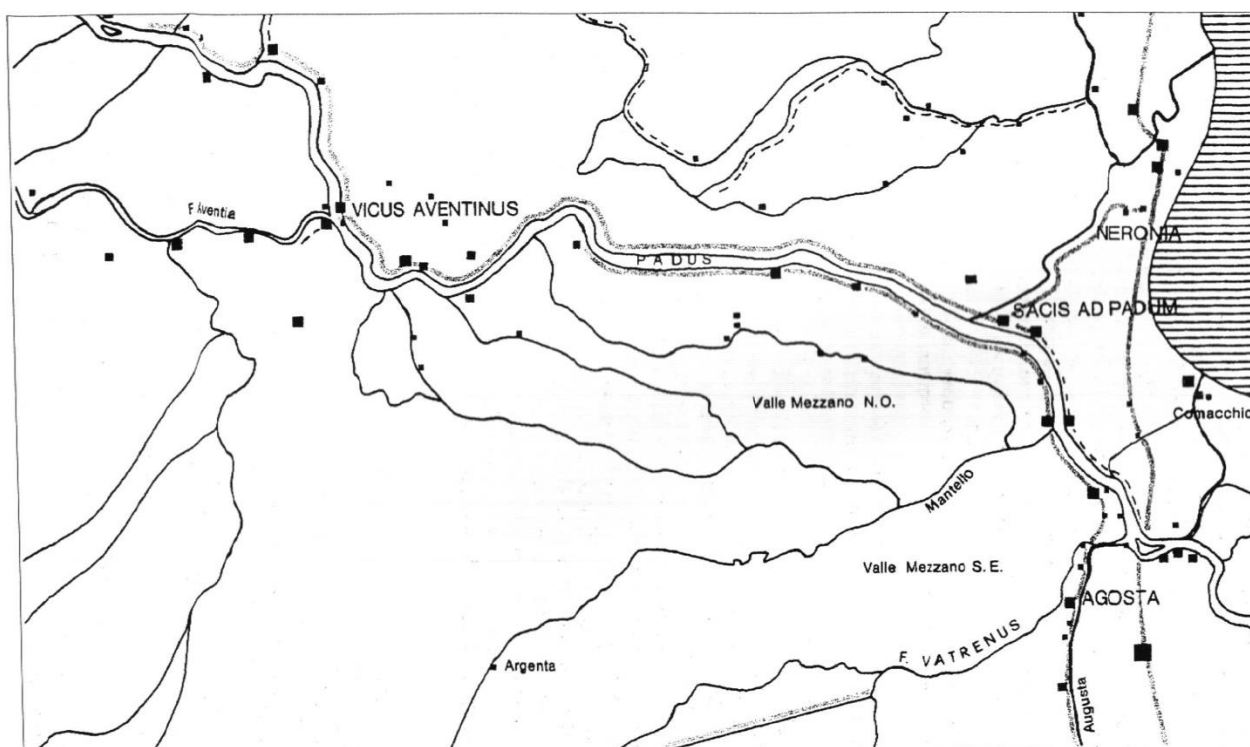 F. Aventia
VICUS AVENTINUS
PADUS
NERONIA
SACIS AD PADUM
Valle Mezzano N.O.
Comacchio
Mantello
Valle Mezzano S.E.
AGOSTA
F. VATRENUS
Argenta
Augusta